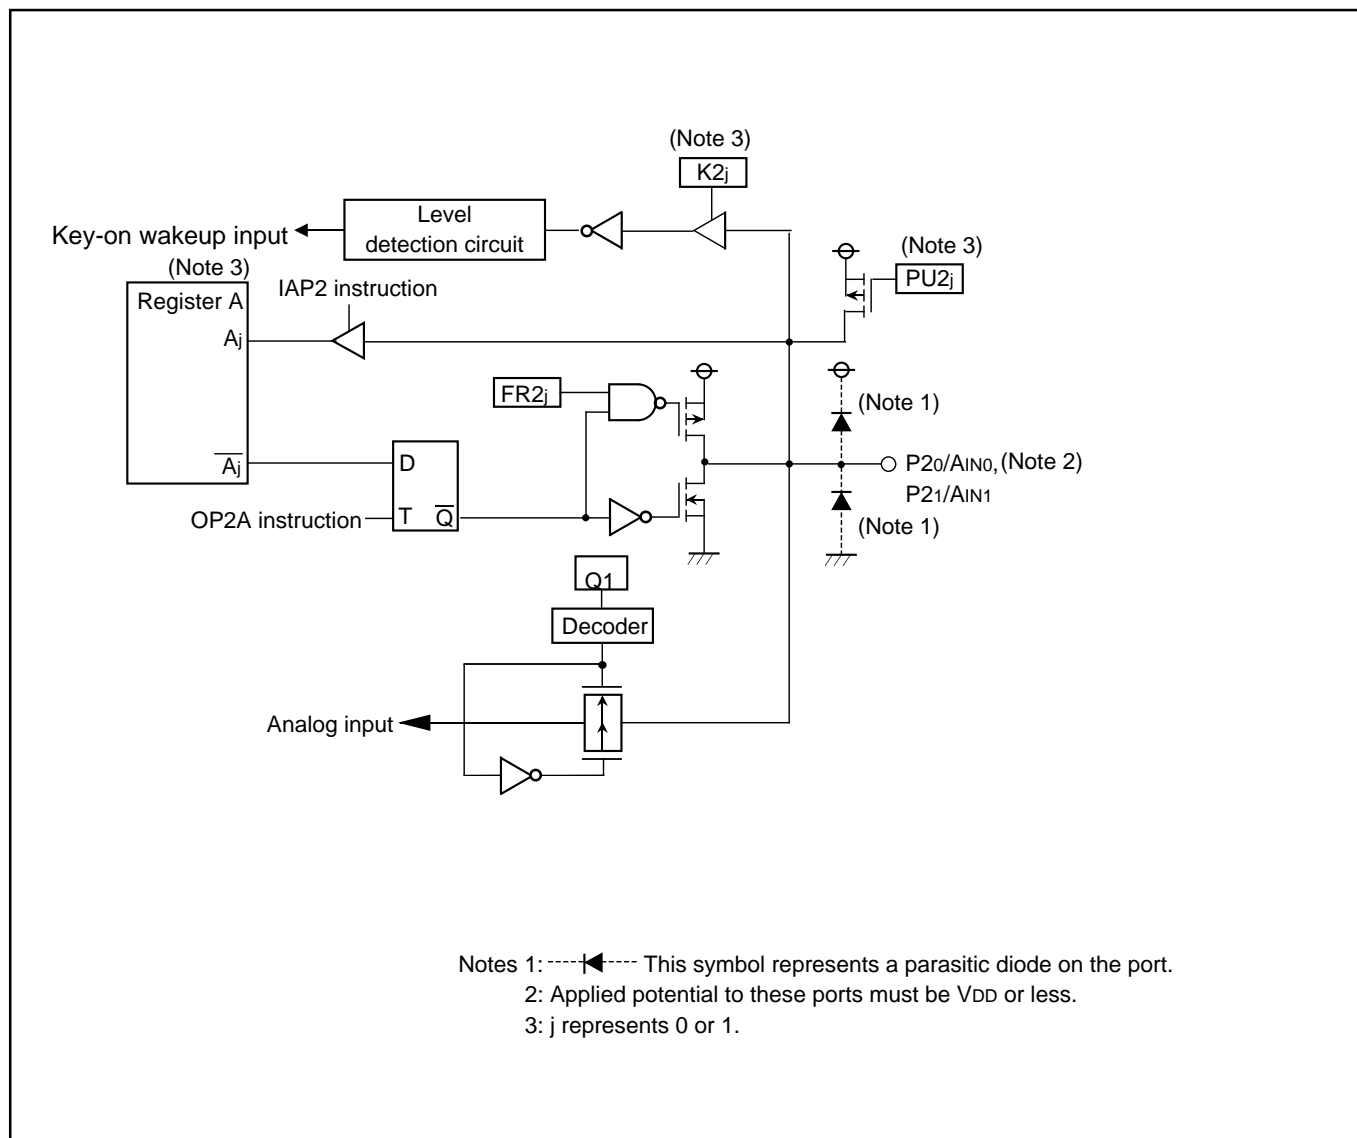 (Note 3)
K2j
Level
detection circuit
Key-on wakeup input
(Note 3)
(Note 3)
PU2j
Register A
IAP2 instruction
Aj
FR2j
(Note 1)
Aj
D
P20/AIN0, (Note 2)
P21/AIN1
OP2A instruction
T
Q
(Note 1)
Q1
Decoder
Analog input
Notes 1: This symbol represents a parasitic diode on the port.
2: Applied potential to these ports must be VDD or less.
3: j represents 0 or 1.